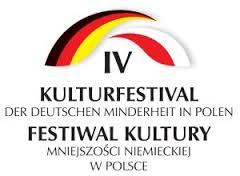 IV
KULTURFESTIVAL
DER DEUTSCHEN MINDERHEIT IN POLEN
FESTIWAL KULTURY
MNIEJSZOŚCI NIEMIECKIEJ
W POLSCE